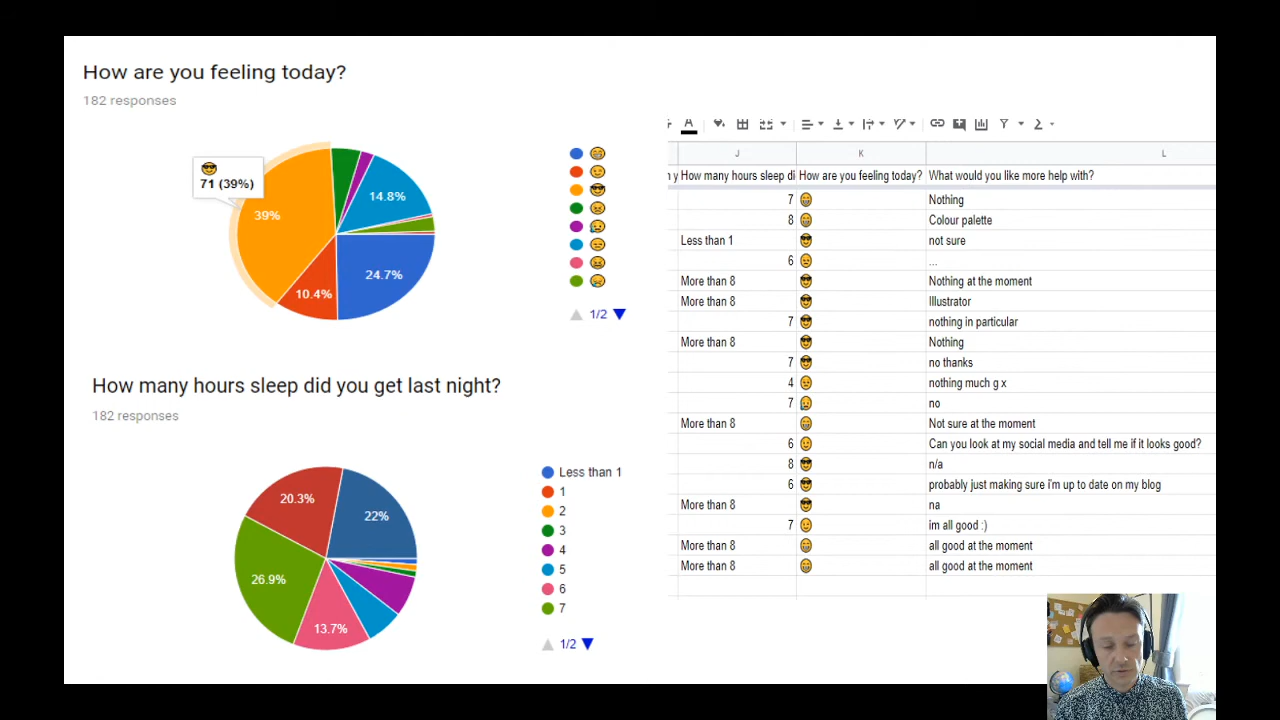 How are you feeling today?
182 responses
😎
71 (39%)
39%
14.8%
24.7%
10.4%
1/2
How many hours sleep did you get last night?
182 responses
20.3%
22%
26.9%
13.7%
Less than 1
1
2
3
4
5
6
7
1/2
A
J K L
y How many hours sleep di How are you feeling today? What would you like more help with?
7 Nothing
8 Colour palette
Less than 1 not sure
6 ...
More than 8 Nothing at the moment
More than 8 Illustrator
7 nothing in particular
More than 8 Nothing
7 no thanks
4 nothing much g x
7 no
More than 8 Not sure at the moment
6 Can you look at my social media and tell me if it looks good?
8 n/a
6 probably just making sure i'm up to date on my blog
More than 8 na
7 im all good :)
More than 8 all good at the moment
More than 8 all good at the moment